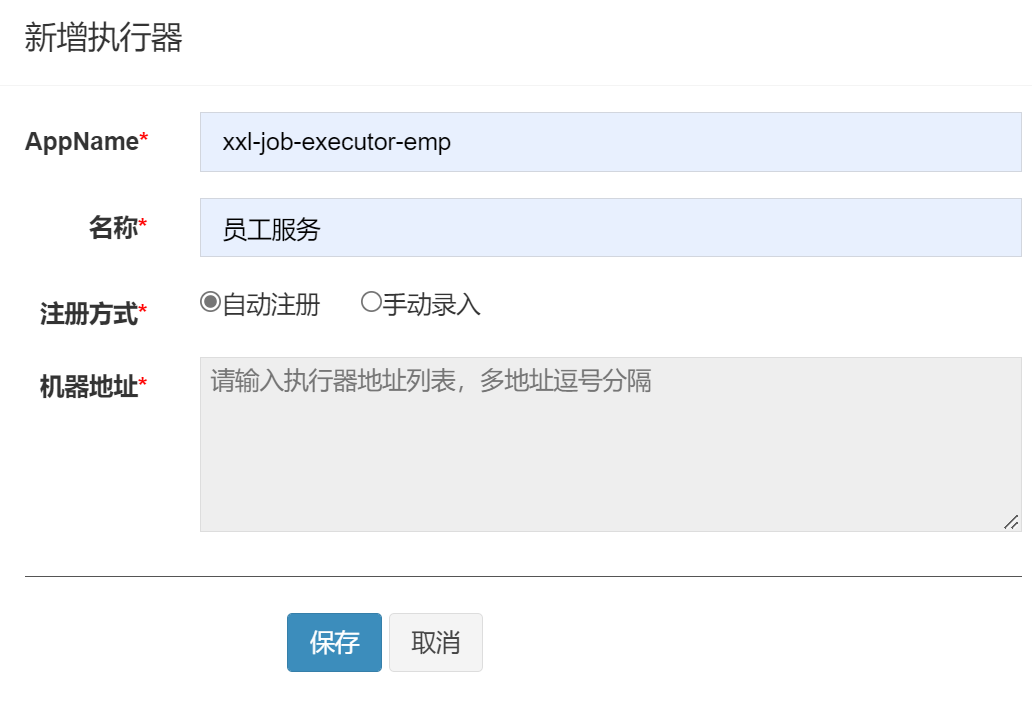 新增执行器
AppName* xxl-job-executor-emp
名称* 员工服务
注册方式* 自动注册 手动录入
机器地址* 请输入执行器地址列表，多地址逗号分隔
保存 取消